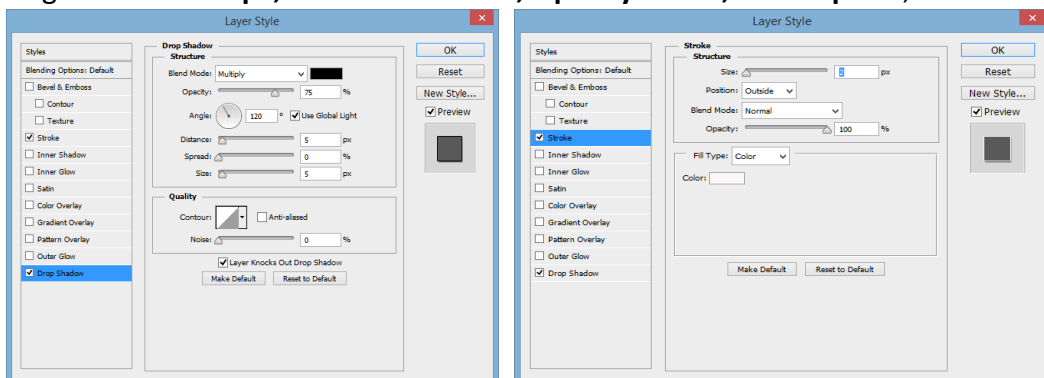 Layer Style
Styles
Blending Options: Default
Bevel & Emboss
Contour
Texture
Stroke
Inner Shadow
Inner Glow
Satin
Color Overlay
Gradient Overlay
Pattern Overlay
Outer Glow
Drop Shadow
Drop Shadow
Structure
Blend Mode: Multiply
Opacity: 75 %
Angle: 120 ° Use Global Light
Distance: 5 px
Spread: 0 %
Size: 5 px
Quality
Contour: Anti-aliased
Noise: 0 %
Layer Knocks Out Drop Shadow
Make Default Reset to Default
OK
Reset
New Style...
Preview
Layer Style
Styles
Blending Options: Default
Bevel & Emboss
Contour
Texture
Stroke
Inner Shadow
Inner Glow
Satin
Color Overlay
Gradient Overlay
Pattern Overlay
Outer Glow
Drop Shadow
Stroke
Structure
Size: 2 px
Position: Outside
Blend Mode: Normal
Opacity: 100 %
Fill Type: Color
Color:
Make Default Reset to Default
OK
Reset
New Style...
Preview